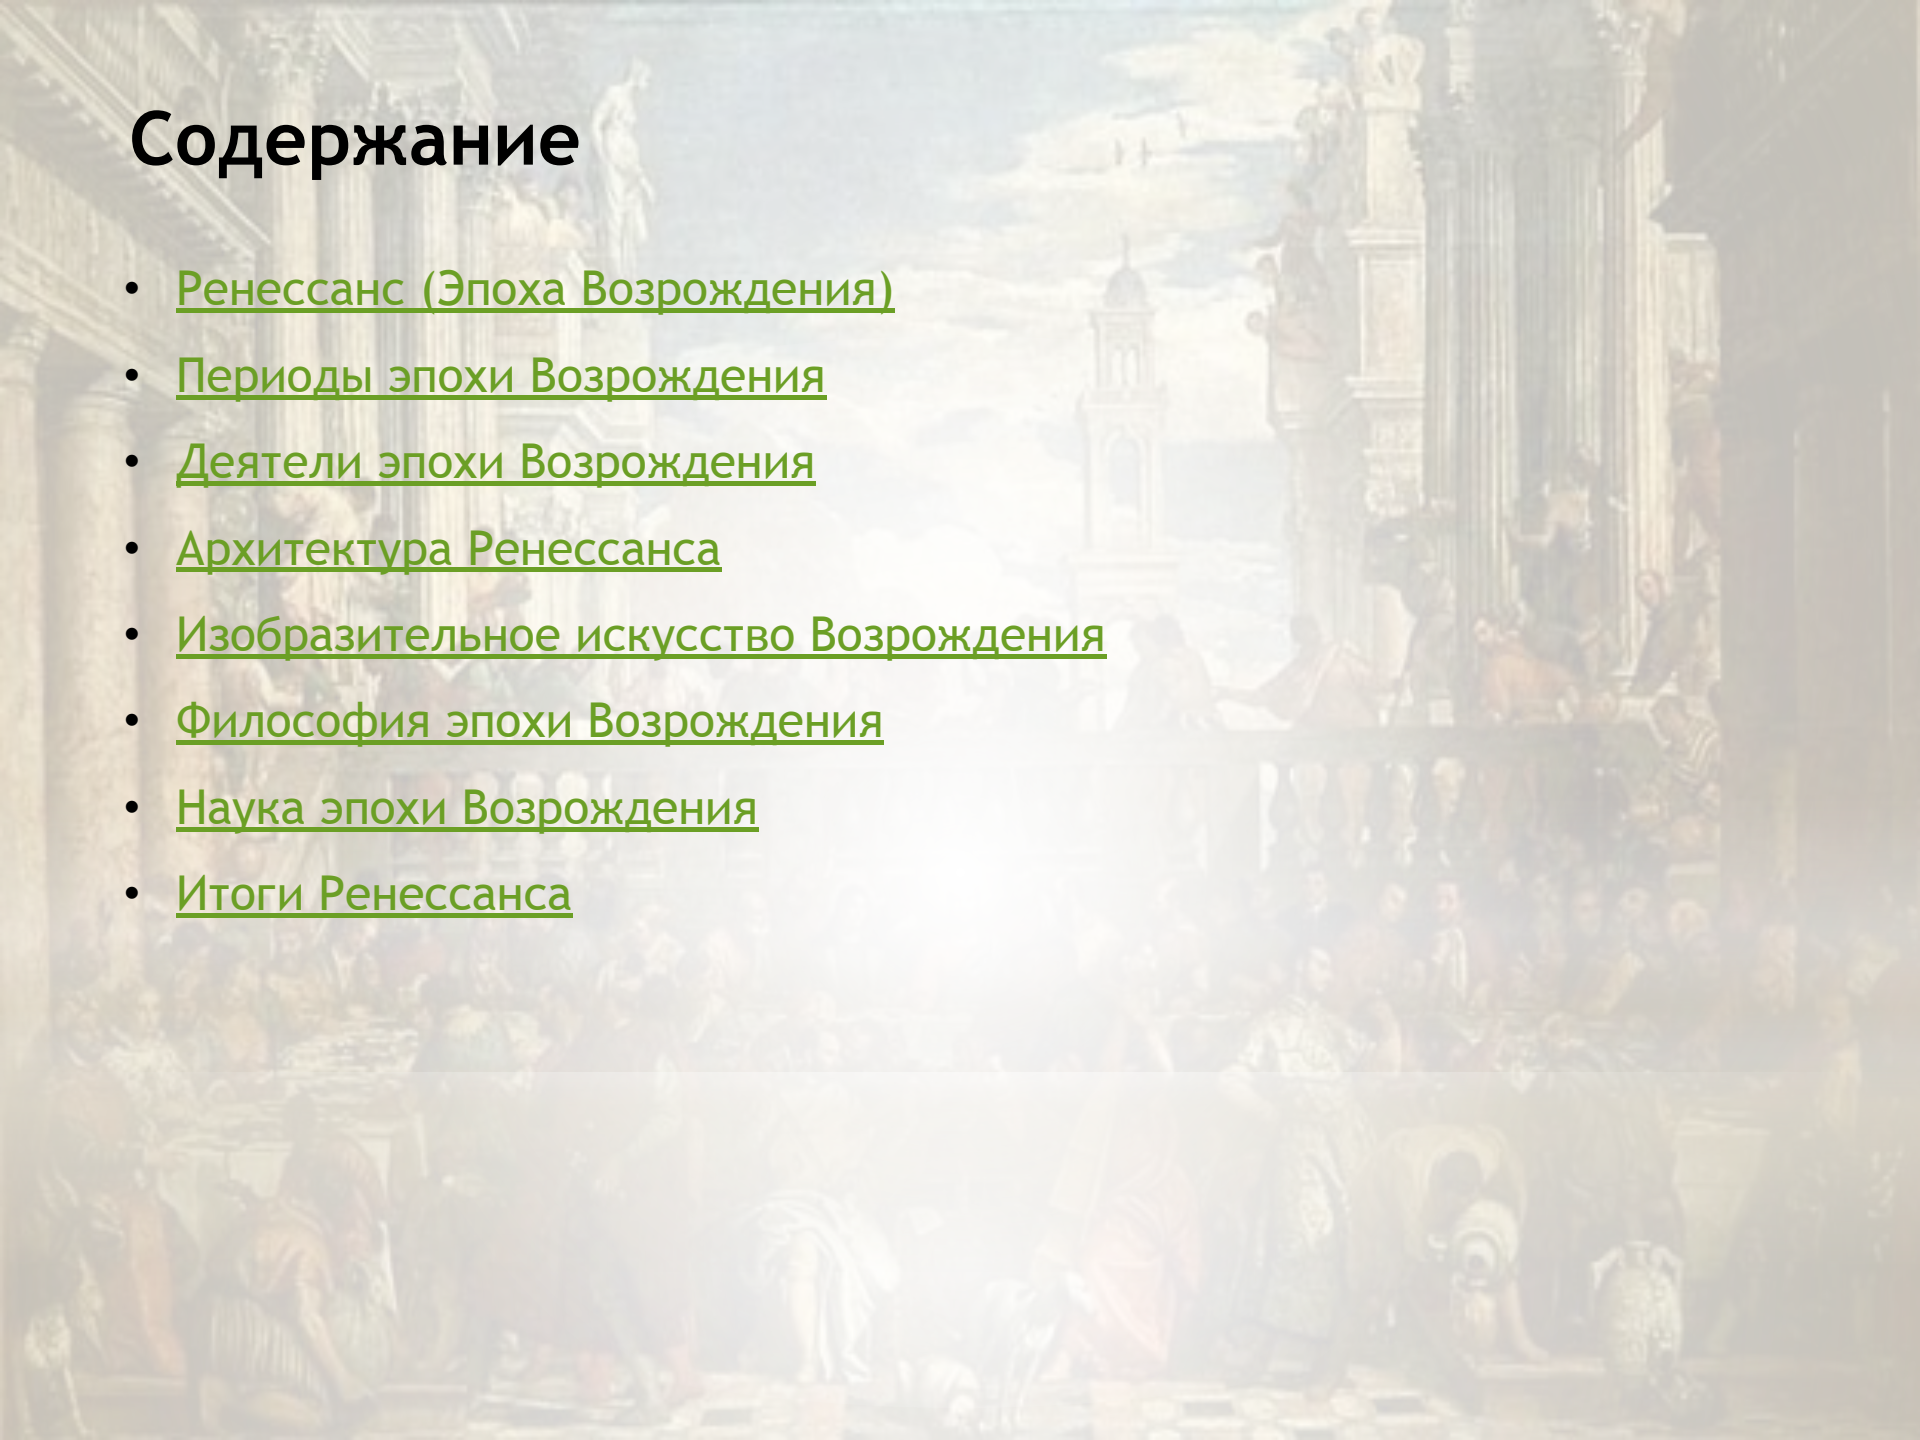 Содержание
• Ренессанс (Эпоха Возрождения)
• Периоды эпохи Возрождения
• Деятели эпохи Возрождения
• Архитектура Ренессанса
• Изобразительное искусство Возрождения
• Философия эпохи Возрождения
• Наука эпохи Возрождения
• Итоги Ренессанса